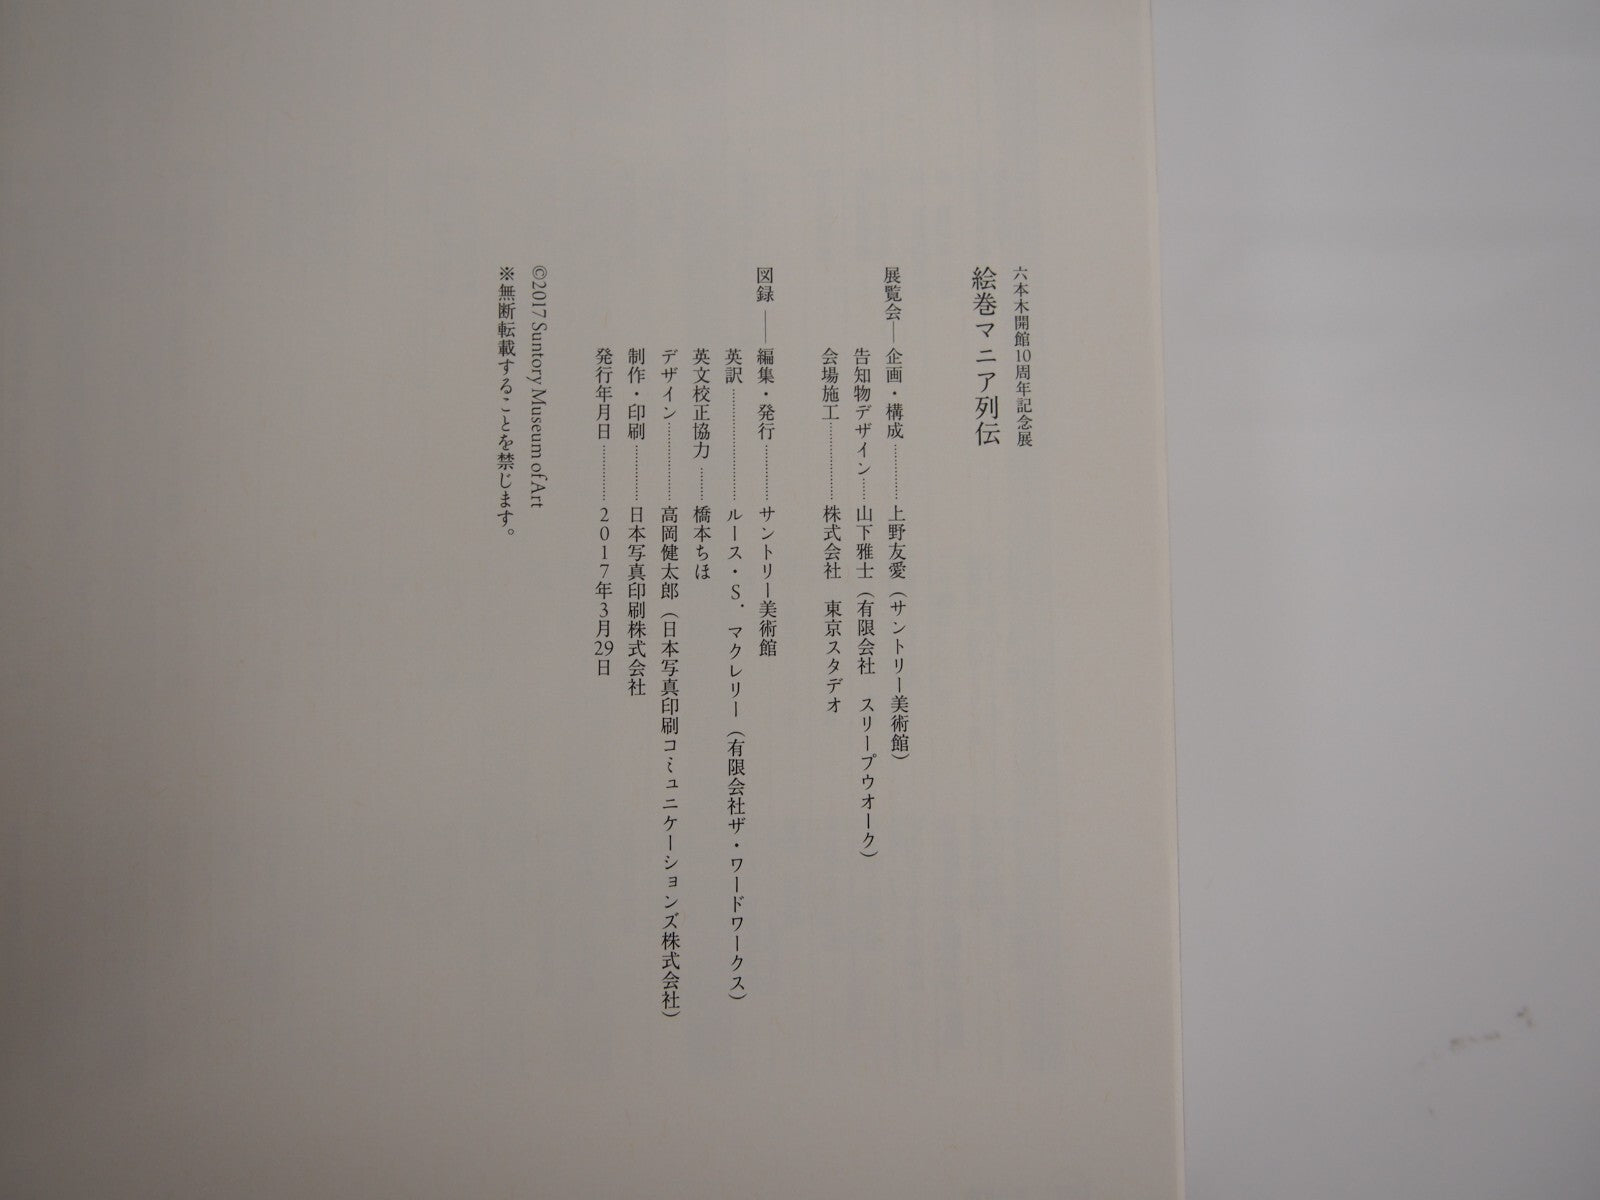 六本木開館10周年記念展
絵巻マニア列伝
展覧会―企画・構成…………上野友愛(サントリー美術館)
告知物デザイン……山下雅士(有限会社 スリープウオーク)
会場施工……………株式会社 東京スタデオ
図録――編集・発行…………サントリー美術館
英訳…………………ルース・S.マクレリー(有限会社ザ・ワードワークス)
英文校正協力………橋本ちほ
デザイン……………高岡健太郎(日本写真印刷コミュニケーションズ株式会社)
制作・印刷…………日本写真印刷株式会社
発行年月日…………2017年3月29日
©2017 Suntory Museum of Art
※無断転載することを禁じます。